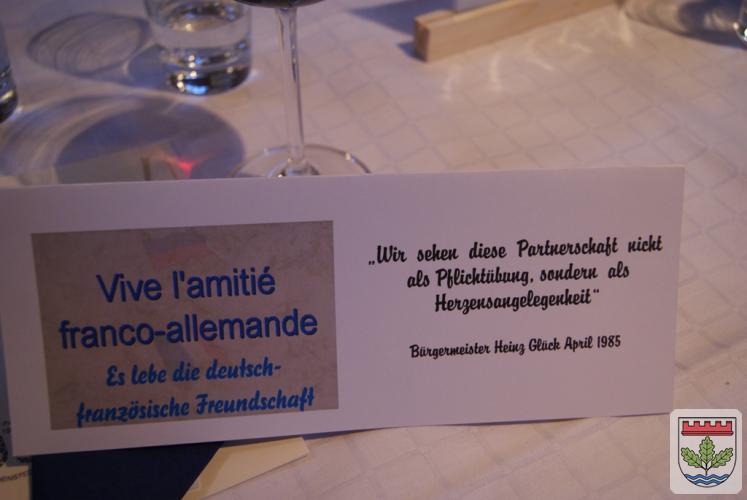 Vive l'amitié
franco-allemande
Es lebe die deutsch-
französische Freundschaft
„Wir sehen diese Partnerschaft nicht
als Pflichtübung, sondern als
Herzensangelegenheit“
Bürgermeister Heinz Glück April 1985